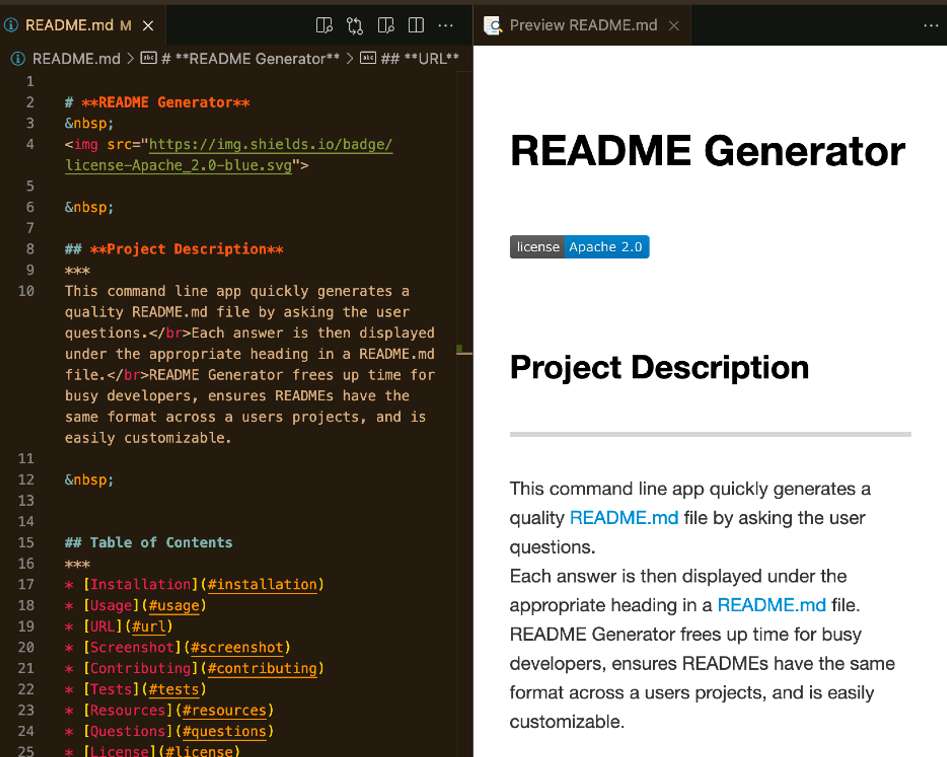 README.md M
README.md > # **README Generator** > ## **URL**
1
2 # **README Generator**
3 &nbsp;
4 <img src="https://img.shields.io/badge/
license-Apache_2.0-blue.svg">
5
6 &nbsp;
7
8 ## **Project Description**
9 ***
10 This command line app quickly generates a
quality README.md file by asking the user
questions.</br>Each answer is then displayed
under the appropriate heading in a README.md
file.</br>README Generator frees up time for
busy developers, ensures READMEs have the
same format across a users projects, and is
easily customizable.
11
12 &nbsp;
13
14
15 ## Table of Contents
16 ***
17 * [Installation](#installation)
18 * [Usage](#usage)
19 * [URL](#url)
20 * [Screenshot](#screenshot)
21 * [Contributing](#contributing)
22 * [Tests](#tests)
23 * [Resources](#resources)
24 * [Questions](#questions)
25 * [License](#license)
Preview README.md
README Generator
license Apache 2.0
Project Description
This command line app quickly generates a
quality README.md file by asking the user
questions.
Each answer is then displayed under the
appropriate heading in a README.md file.
README Generator frees up time for busy
developers, ensures READMEs have the same
format across a users projects, and is easily
customizable.